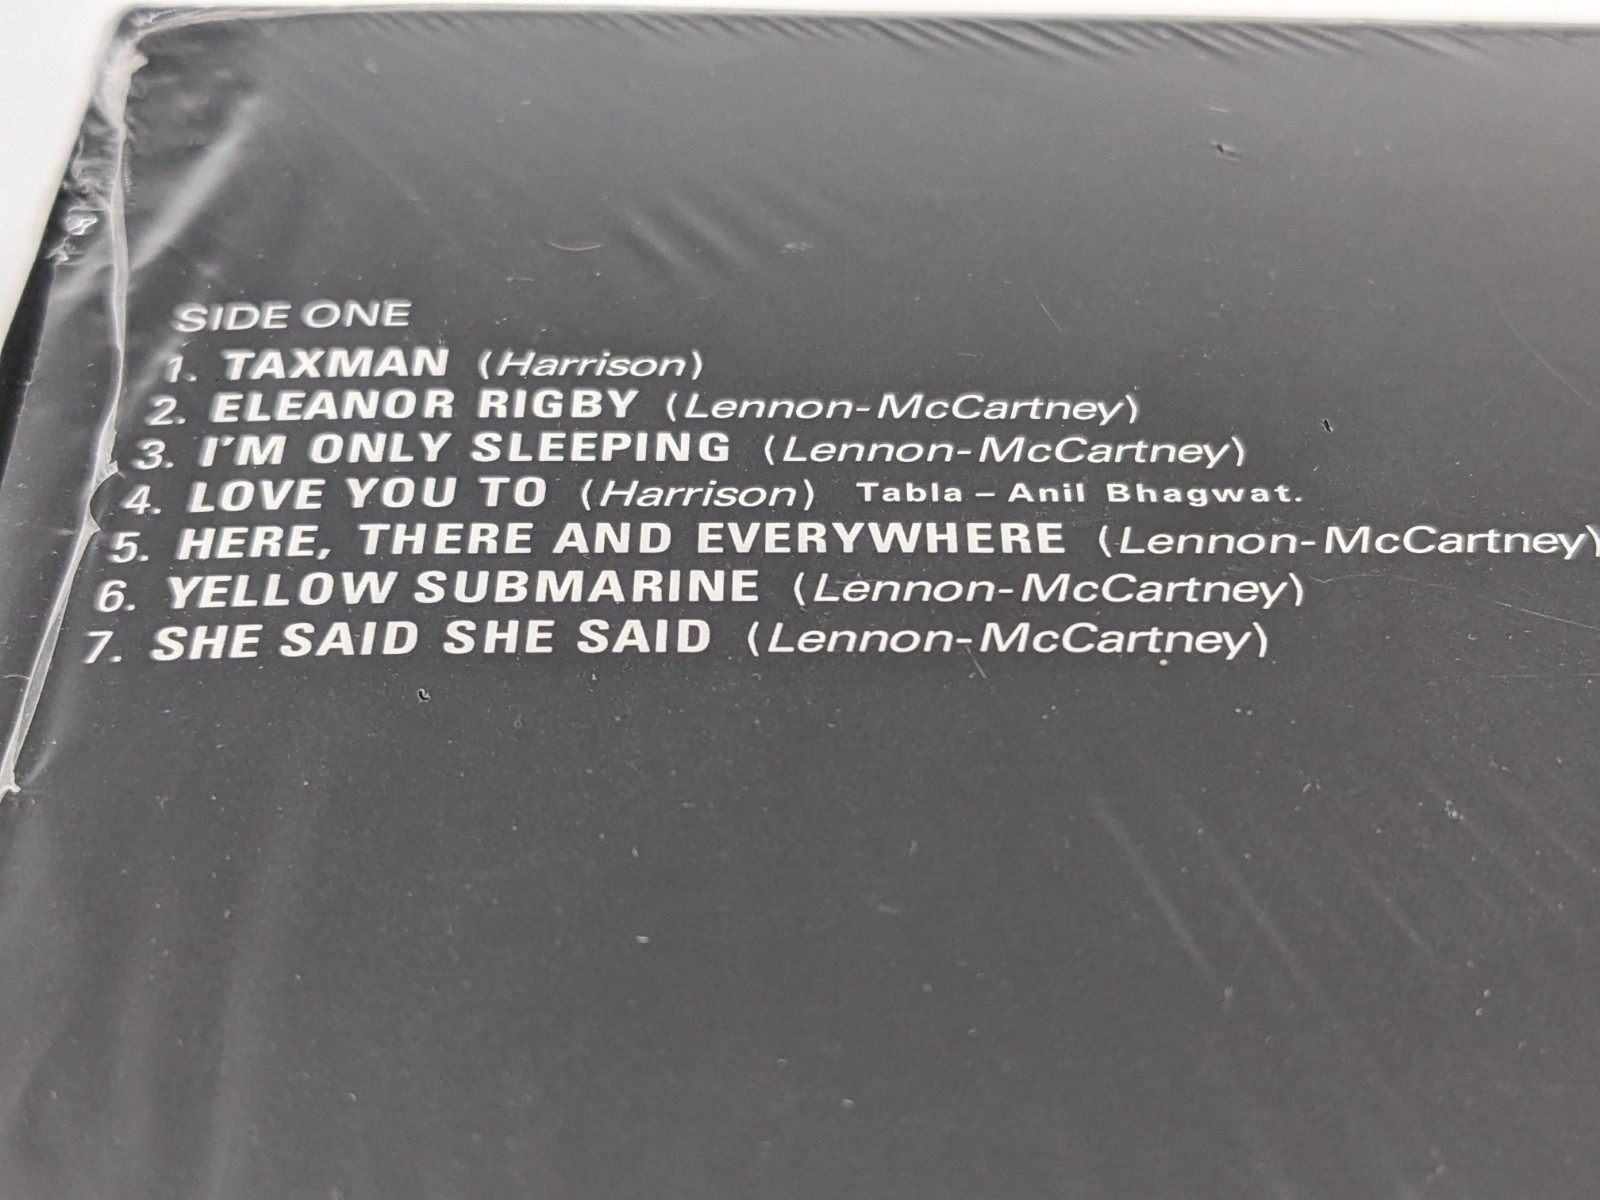 SIDE ONE
1. TAXMAN (Harrison)
2. ELEANOR RIGBY (Lennon-McCartney)
3. I'M ONLY SLEEPING (Lennon-McCartney)
4. LOVE YOU TO (Harrison) Tabla – Anil Bhagwat.
5. HERE, THERE AND EVERYWHERE (Lennon-McCartney)
6. YELLOW SUBMARINE (Lennon-McCartney)
7. SHE SAID SHE SAID (Lennon-McCartney)